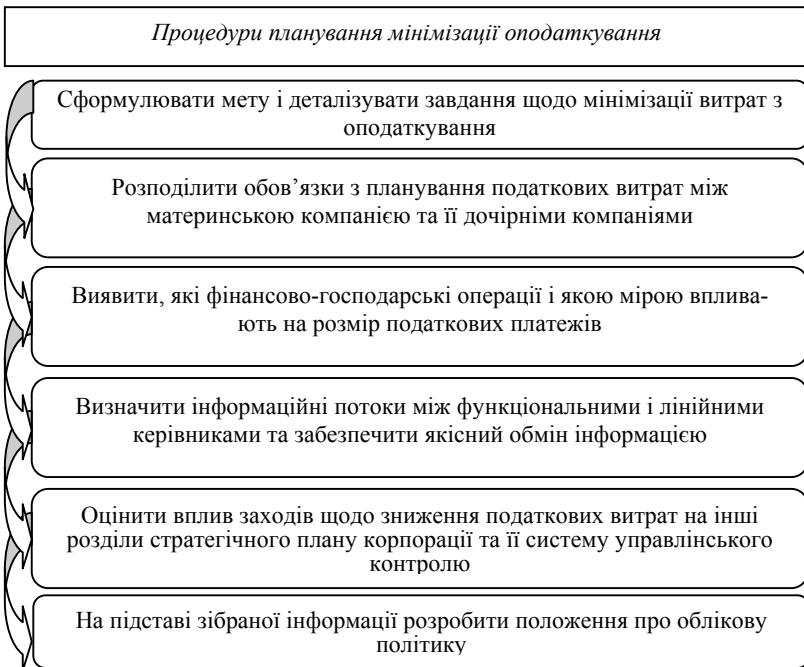 Процедури планування мінімізації оподаткування
Сформулювати мету і деталізувати завдання щодо мінімізації витрат з
оподаткування
Розподілити обов’язки з планування податкових витрат між
материнською компанією та її дочірніми компаніями
Виявити, які фінансово-господарські операції і якою мірою вплива-
ють на розмір податкових платежів
Визначити інформаційні потоки між функціональними і лінійними
керівниками та забезпечити якісний обмін інформацією
Оцінити вплив заходів щодо зниження податкових витрат на інші
розділи стратегічного плану корпорації та її систему управлінського
контролю
На підставі зібраної інформації розробити положення про облікову
політику